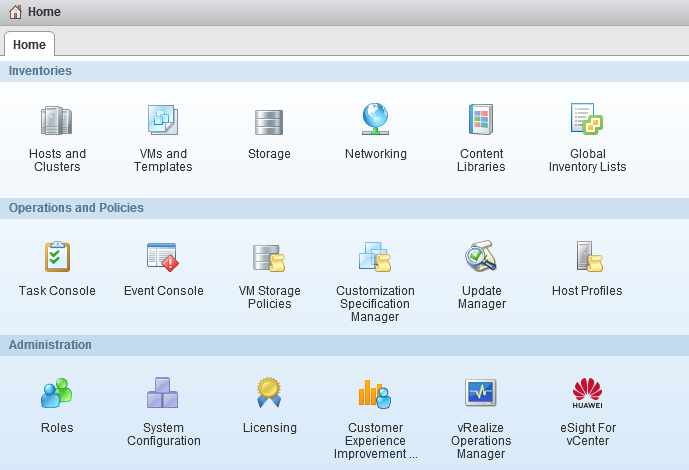 Home
Home
Inventories
Hosts and
Clusters
VMs and
Templates
Storage
Networking
Content
Libraries
Global
Inventory Lists
Operations and Policies
Task Console
Event Console
VM Storage
Policies
Customization
Specification
Manager
Update
Manager
Host Profiles
Administration
Roles
System
Configuration
Licensing
Customer
Experience
Improvement ...
vRealize
Operations
Manager
HUAWEI
eSight For
vCenter